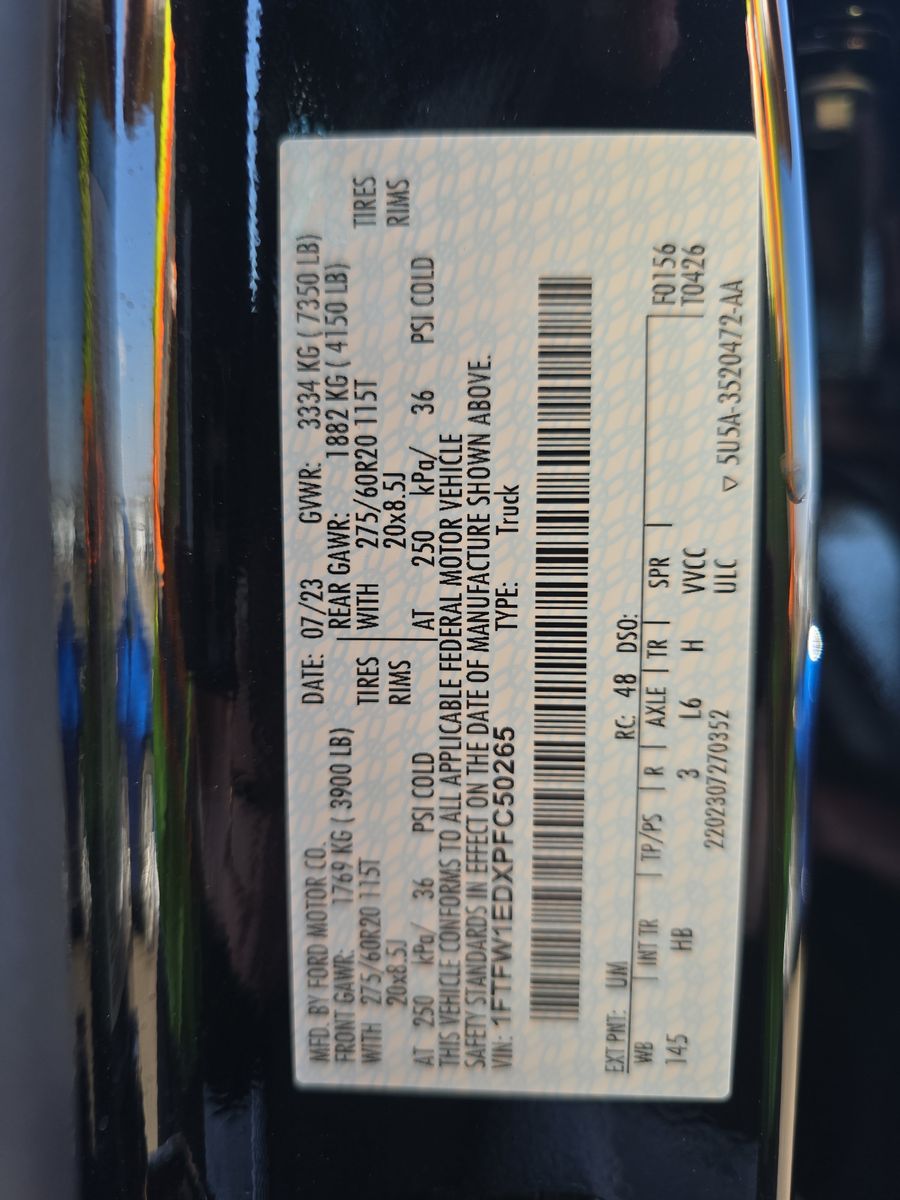 MFD. BY FORD MOTOR CO. DATE: 07/23 GVWR: 3334 KG ( 7350 LB)
FRONT GAWR: 1769 KG ( 3900 LB) REAR GAWR: 1882 KG ( 4150 LB)
WITH 275/60R20 115T TIRES WITH 275/60R20 115T TIRES
20x8.5J RIMS 20x8.5J RIMS
AT 250 kPa/ 36 PSI COLD AT 250 kPa/ 36 PSI COLD
THIS VEHICLE CONFORMS TO ALL APPLICABLE FEDERAL MOTOR VEHICLE
SAFETY STANDARDS IN EFFECT ON THE DATE OF MANUFACTURE SHOWN ABOVE.
VIN: 1FTFW1EDXPFC50265 TYPE: Truck
EXT PNT: UM RC: 48 DSO:
WB INT TR TP/PS R AXLE TR SPR F0156
145 HB 3 L6 H VVCC T0426
2202307270352 ULC ▽ 5U5A-3520472-AA